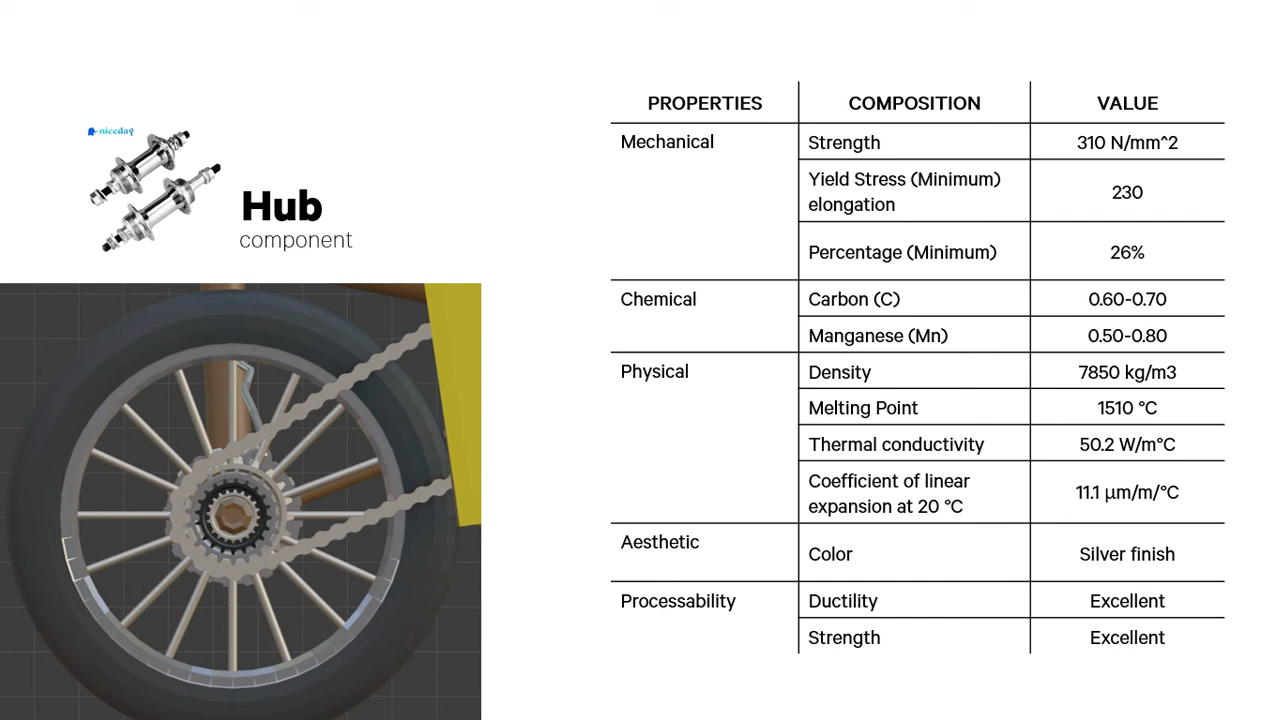 niceday
Hub
component
PROPERTIES COMPOSITION VALUE
Mechanical Strength 310 N/mm^2
Yield Stress (Minimum)
elongation 230
Percentage (Minimum) 26%
Chemical Carbon (C) 0.60-0.70
Manganese (Mn) 0.50-0.80
Physical Density 7850 kg/m3
Melting Point 1510 °C
Thermal conductivity 50.2 W/m°C
Coefficient of linear
expansion at 20 °C 11.1 μm/m/°C
Aesthetic Color Silver finish
Processability Ductility Excellent
Strength Excellent